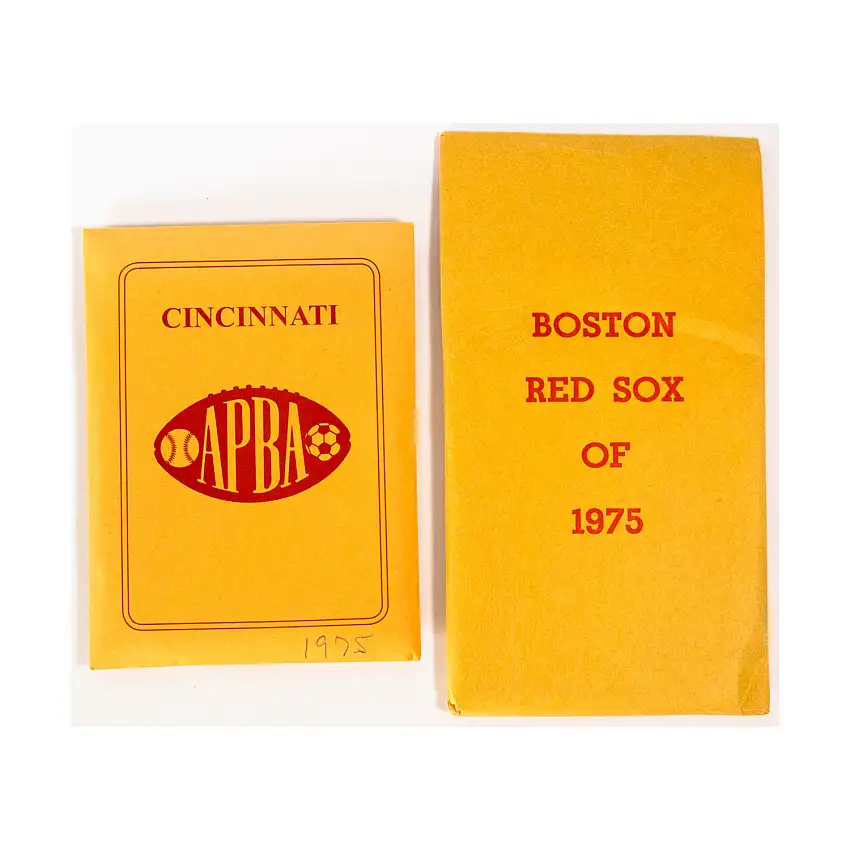 CINCINNATI
APBA
1975
BOSTON
RED SOX
OF
1975